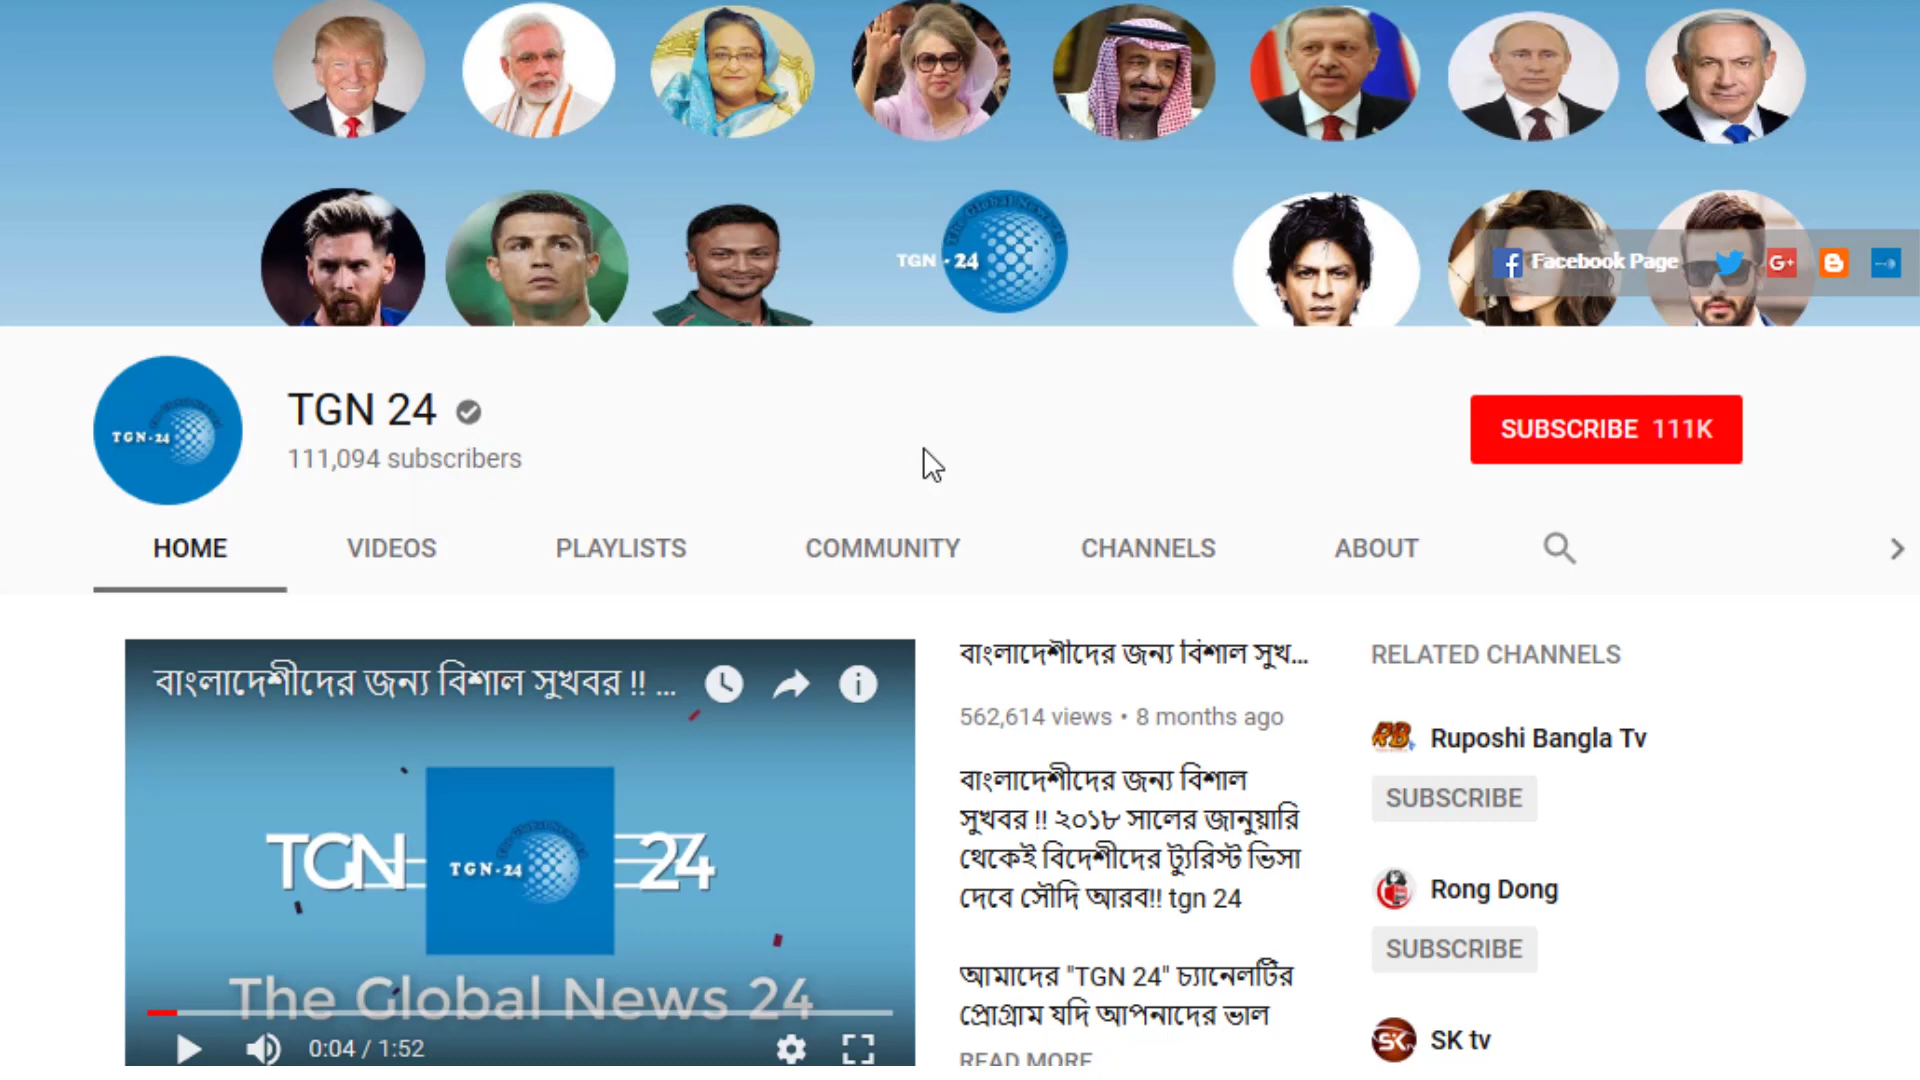 TGN - 24
Facebook Page
TGN-24
TGN 24
111,094 subscribers
SUBSCRIBE 111K
HOME
VIDEOS
PLAYLISTS
COMMUNITY
CHANNELS
ABOUT
বাংলাদেশীদের জন্য বিশাল সুখবর !! ...
TGN
TGN-24
24
The Global News 24
0:04 / 1:52
বাংলাদেশীদের জন্য বিশাল সুখ...
562,614 views • 8 months ago
বাংলাদেশীদের জন্য বিশাল
সুখবর !! ২০১৮ সালের জানুয়ারি
থেকেই বিদেশীদের ট্যুরিস্ট ভিসা
দেবে সৌদি আরব!! tgn 24
আমাদের "TGN 24" চ্যানেলটির
প্রোগ্রাম যদি আপনাদের ভাল
READ MORE
RELATED CHANNELS
Ruposhi Bangla Tv
SUBSCRIBE
Rong Dong
SUBSCRIBE
SK tv